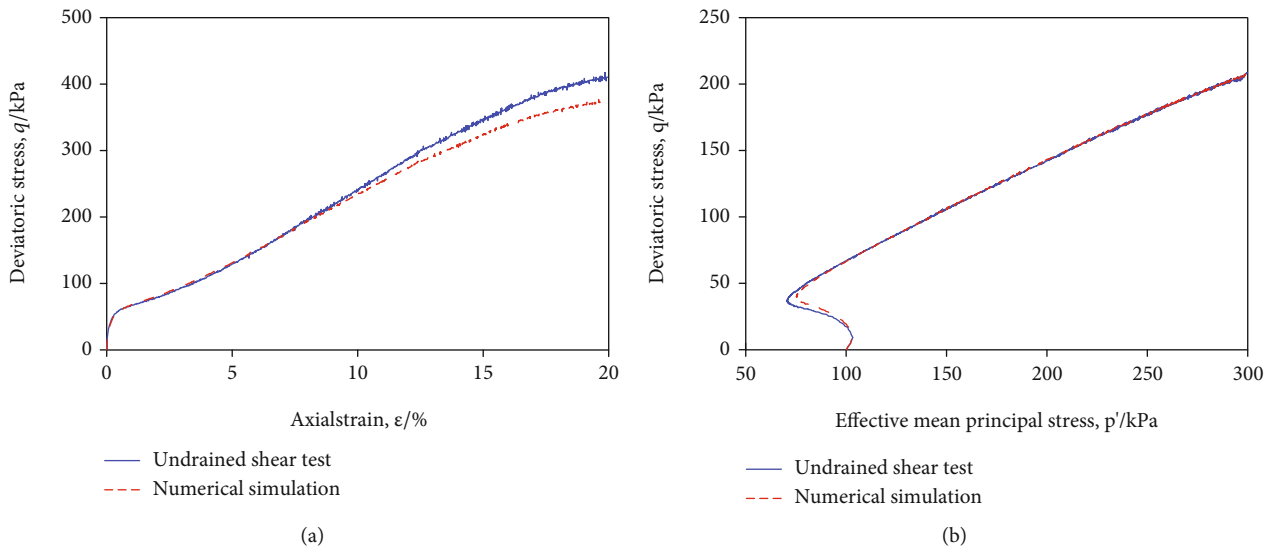 500
400
300
200
100
0
Deviatoric stress, q/kPa
0 5 10 15 20
Axialstrain, ε/%
Undrained shear test
Numerical simulation
(a)
250
200
150
100
50
0
Deviatoric stress, q/kPa
50 100 150 200 250 300
Effective mean principal stress, p'/kPa
Undrained shear test
Numerical simulation
(b)